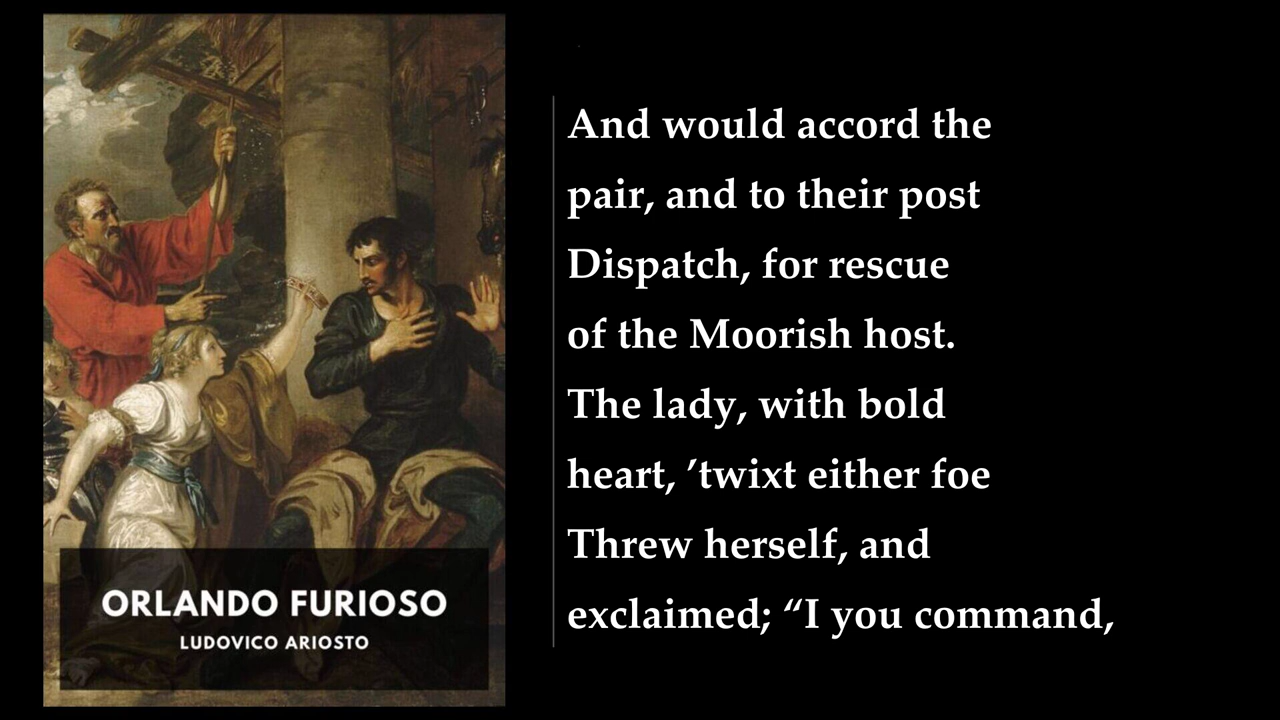 ORLANDO FURIOSO
LUDOVICO ARIOSTO
And would accord the
pair, and to their post
Dispatch, for rescue
of the Moorish host.
The lady, with bold
heart, ’twixt either foe
Threw herself, and
exclaimed; “I you command,